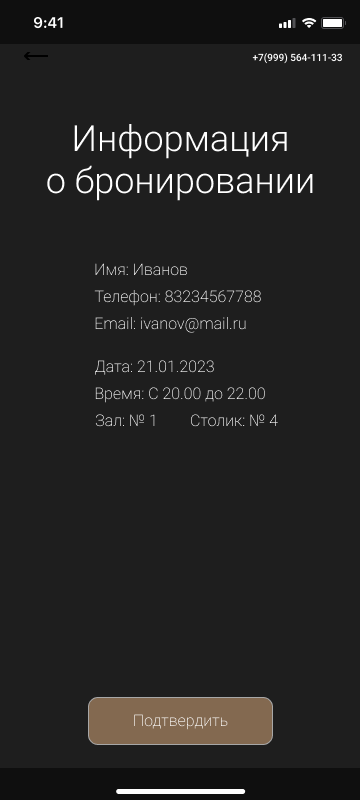 9:41
+7(999) 564-111-33
Информация
о бронировании
Имя: Иванов
Телефон: 83234567788
Email: ivanov@mail.ru
Дата: 21.01.2023
Время: С 20.00 до 22.00
Зал: № 1 Столик: № 4
Подтвердить